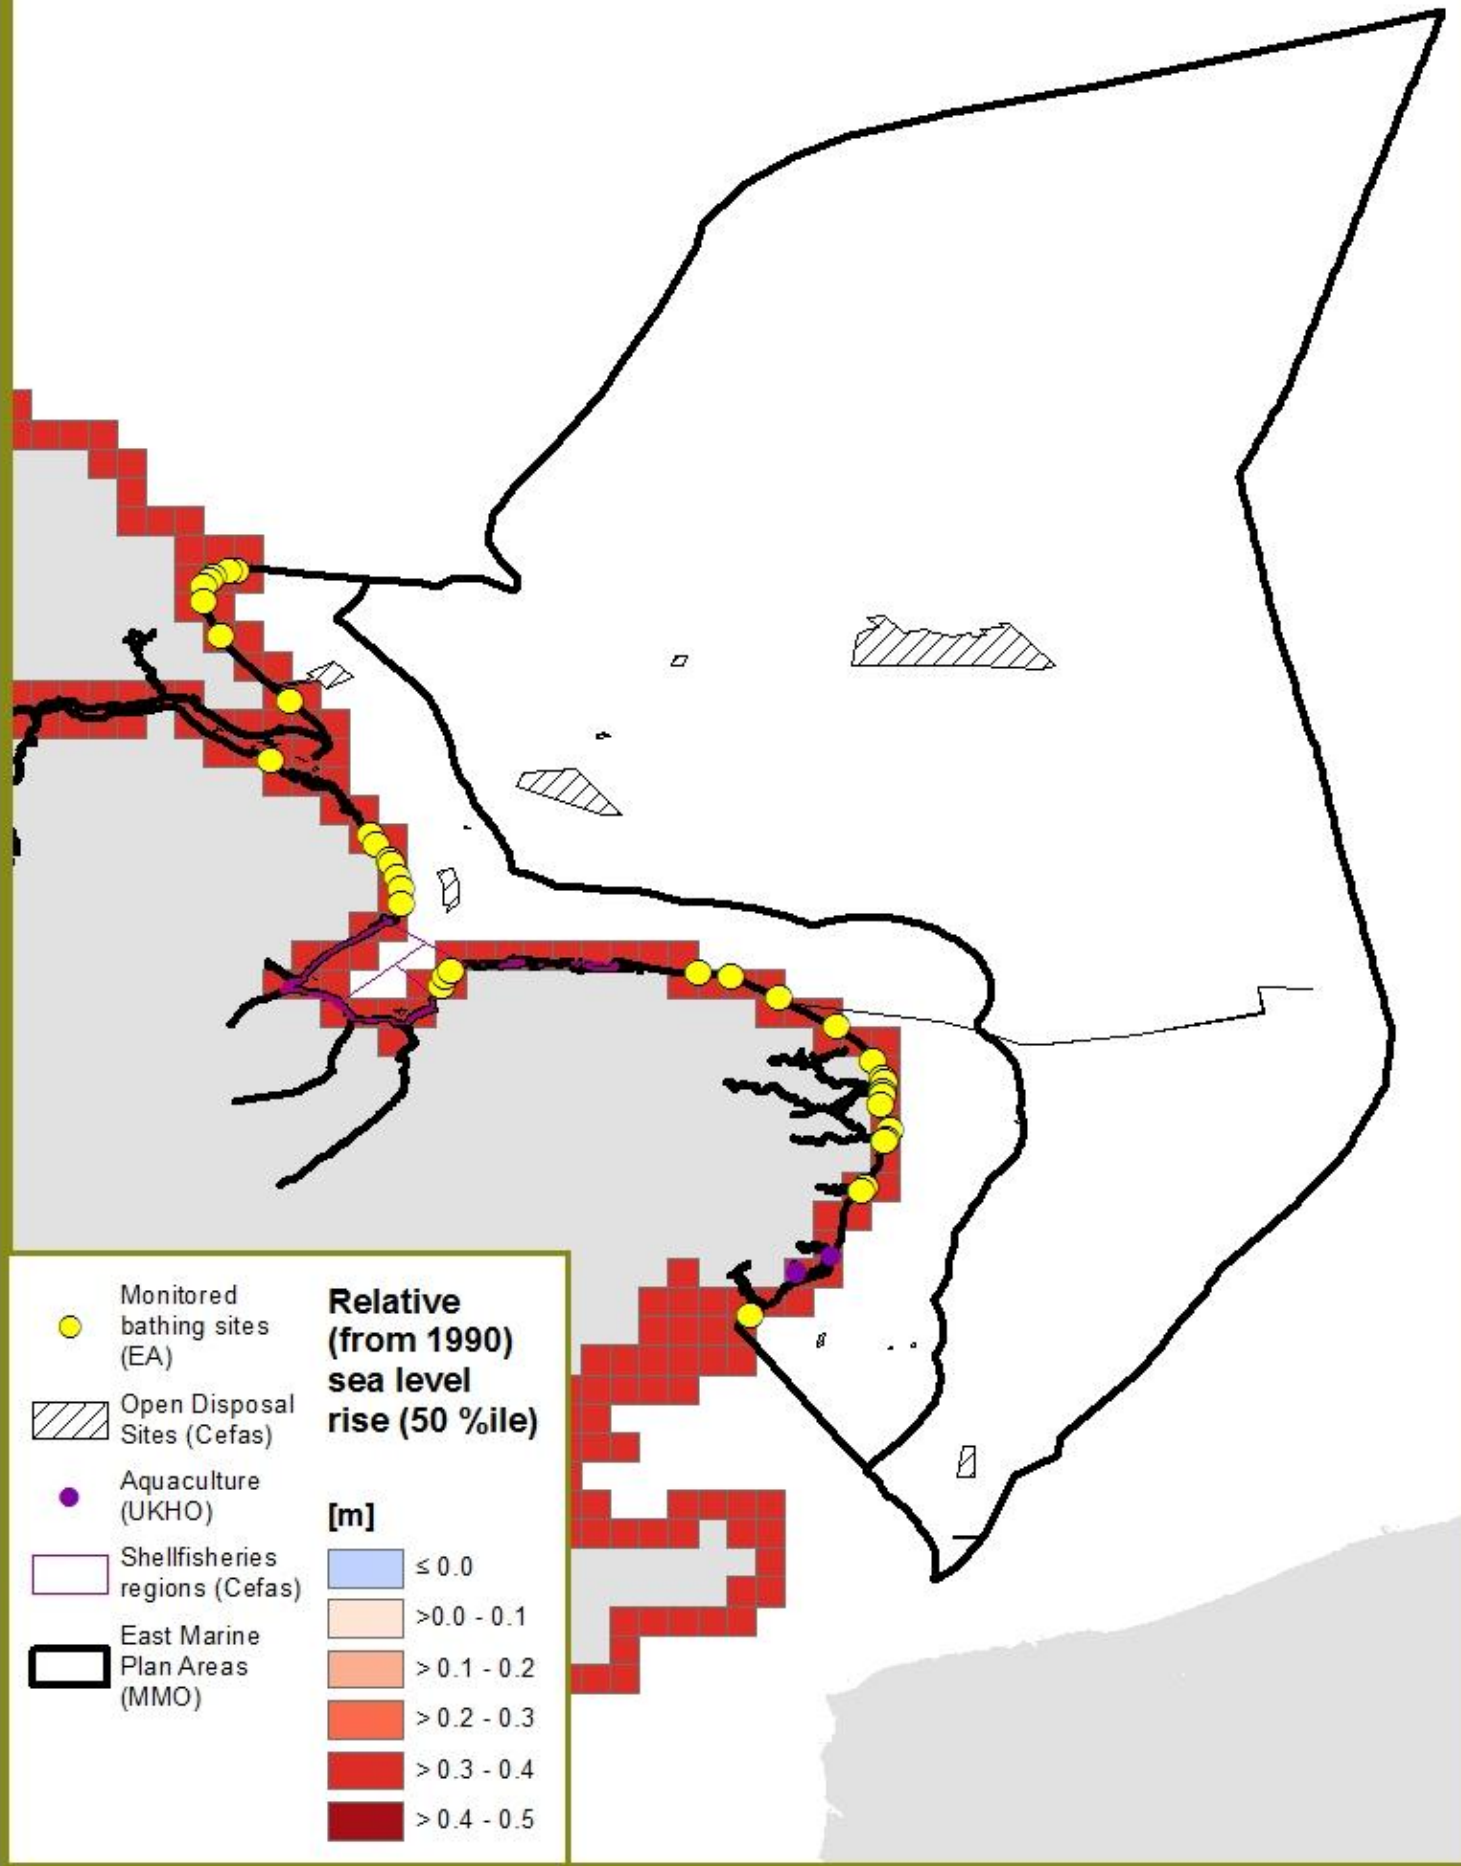 Monitored
bathing sites
(EA)
Open Disposal
Sites (Cefas)
Aquaculture
(UKHO)
Shellfisheries
regions (Cefas)
East Marine
Plan Areas
(MMO)
Relative
(from 1990)
sea level
rise (50 %ile)
[m]
≤ 0.0
>0.0 - 0.1
> 0.1 - 0.2
> 0.2 - 0.3
> 0.3 - 0.4
> 0.4 - 0.5